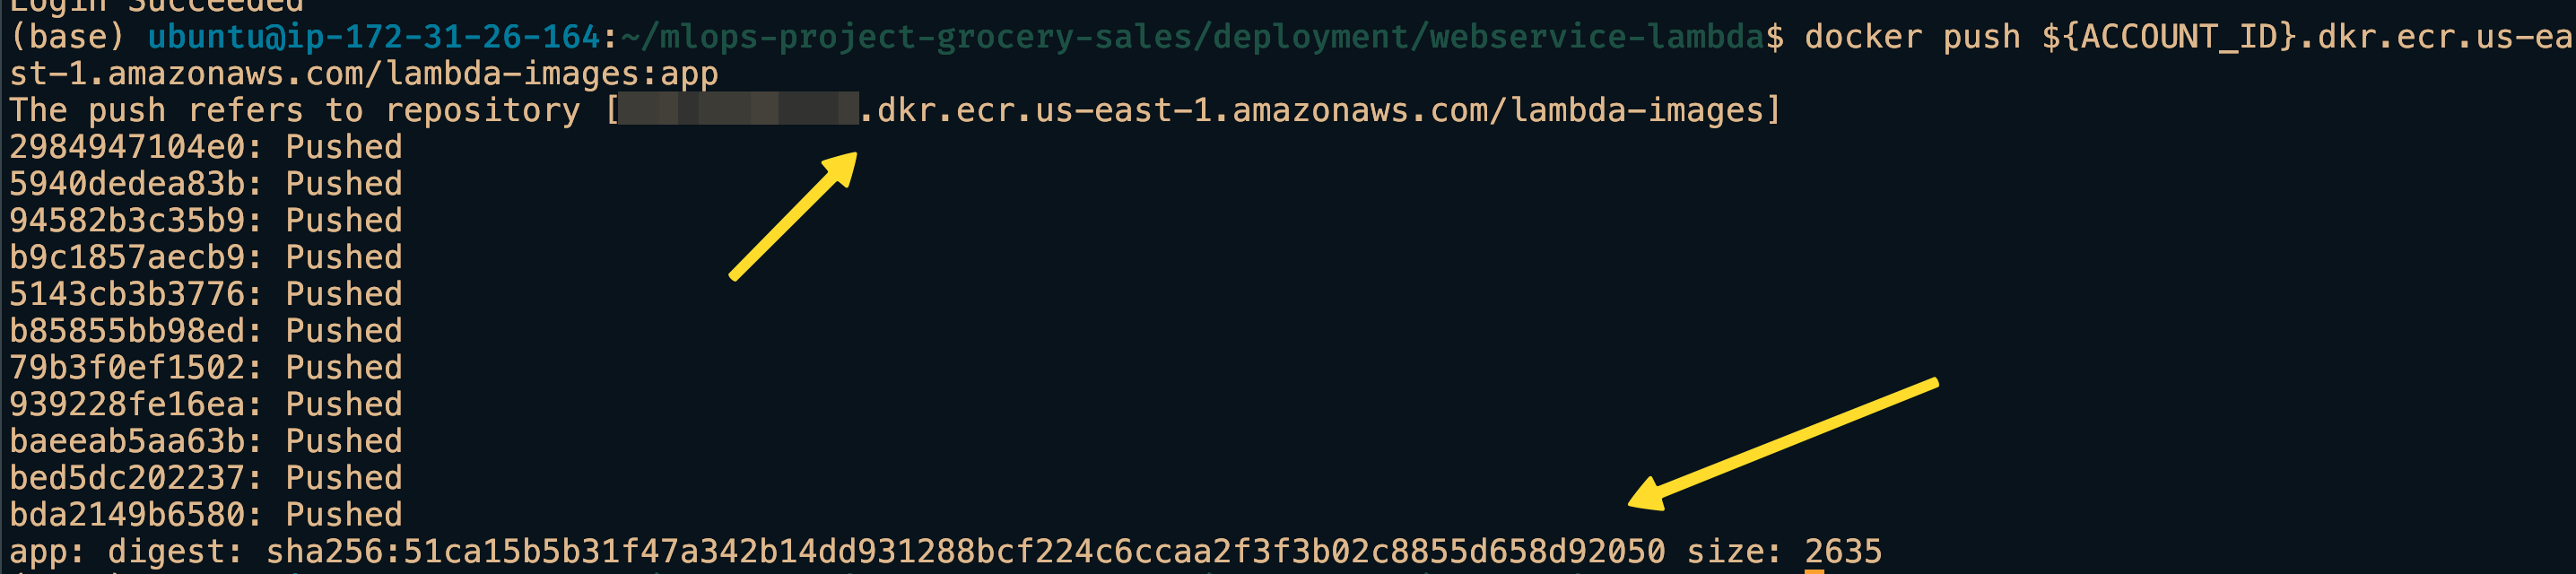 Login Succeeded
(base) ubuntu@ip-172-31-26-164:~/mlops-project-grocery-sales/deployment/webservice-lambda$ docker push ${ACCOUNT_ID}.dkr.ecr.us-ea
st-1.amazonaws.com/lambda-images:app
The push refers to repository [.dkr.ecr.us-east-1.amazonaws.com/lambda-images]
2984947104e0: Pushed
5940dedea83b: Pushed
94582b3c35b9: Pushed
b9c1857aecb9: Pushed
5143cb3b3776: Pushed
b85855bb98ed: Pushed
79b3f0ef1502: Pushed
939228fe16ea: Pushed
baeeab5aa63b: Pushed
bed5dc202237: Pushed
bda2149b6580: Pushed
app: digest: sha256:51ca15b5b31f47a342b14dd931288bcf224c6ccaa2f3f3b02c8855d658d92050 size: 2635